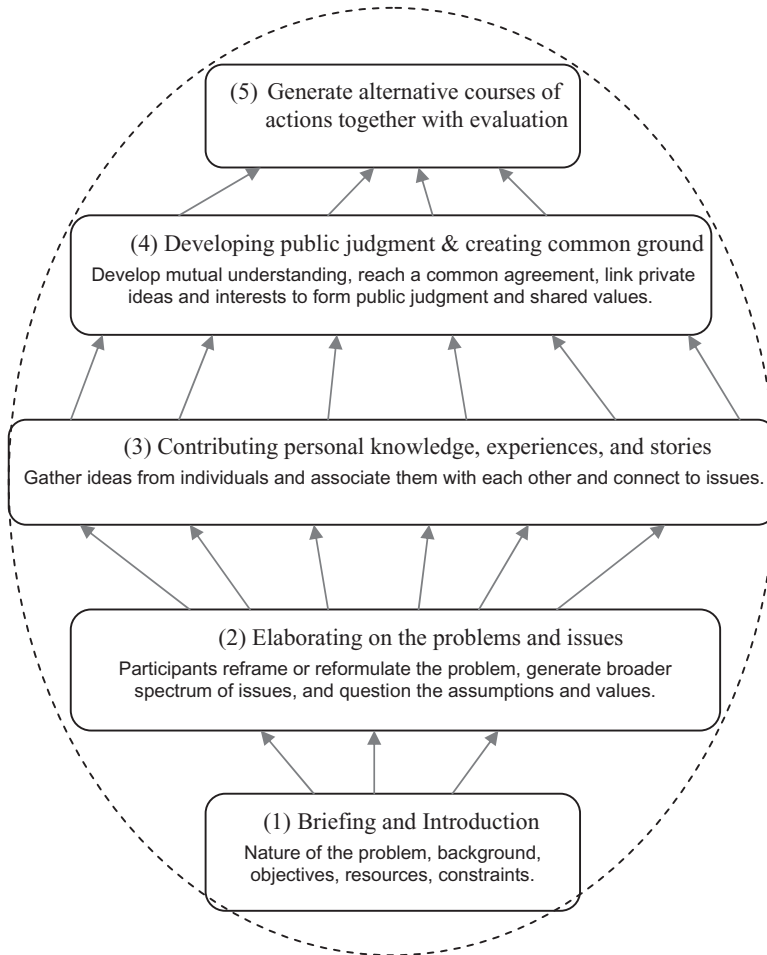 (5) Generate alternative courses of
actions together with evaluation
(4) Developing public judgment & creating common ground
Develop mutual understanding, reach a common agreement, link private
ideas and interests to form public judgment and shared values.
(3) Contributing personal knowledge, experiences, and stories
Gather ideas from individuals and associate them with each other and connect to issues.
(2) Elaborating on the problems and issues
Participants reframe or reformulate the problem, generate broader
spectrum of issues, and question the assumptions and values.
(1) Briefing and Introduction
Nature of the problem, background,
objectives, resources, constraints.